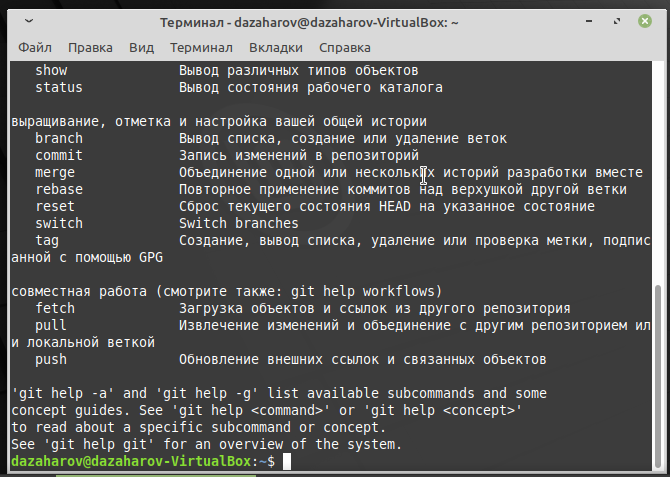 Терминал - dazaharov@dazaharov-VirtualBox: ~
Файл Правка Вид Терминал Вкладки Справка
show Вывод различных типов объектов
status Вывод состояния рабочего каталога
выращивание, отметка и настройка вашей общей истории
branch Вывод списка, создание или удаление веток
commit Запись изменений в репозиторий
merge Объединение одной или нескольких историй разработки вместе
rebase Повторное применение коммитов над верхушкой другой ветки
reset Сброс текущего состояния HEAD на указанное состояние
switch Switch branches
tag Создание, вывод списка, удаление или проверка метки, подпис
анной с помощью GPG
совместная работа (смотрите также: git help workflows)
fetch Загрузка объектов и ссылок из другого репозитория
pull Извлечение изменений и объединение с другим репозиторием ил
и локальной веткой
push Обновление внешних ссылок и связанных объектов
'git help -a' and 'git help -g' list available subcommands and some
concept guides. See 'git help <command>' or 'git help <concept>'
to read about a specific subcommand or concept.
See 'git help git' for an overview of the system.
dazaharov@dazaharov-VirtualBox:~$